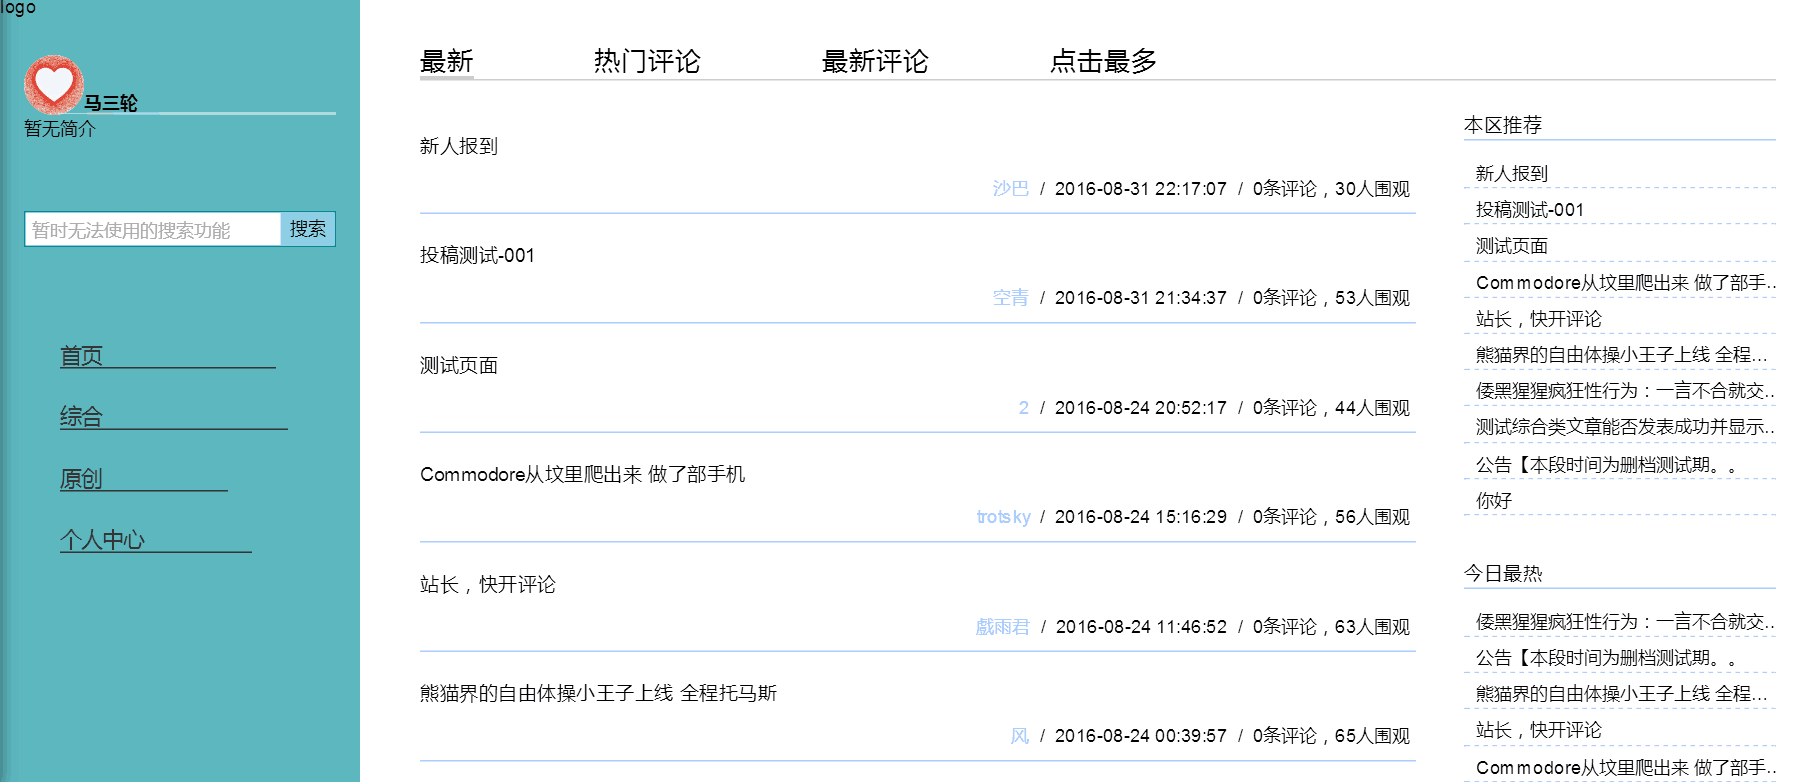 logo
马三轮
暂无简介
暂时无法使用的搜索功能 搜索
首页
综合
原创
个人中心
最新 热门评论 最新评论 点击最多
新人报到
沙巴 / 2016-08-31 22:17:07 / 0条评论，30人围观
投稿测试-001
空青 / 2016-08-31 21:34:37 / 0条评论，53人围观
测试页面
2 / 2016-08-24 20:52:17 / 0条评论，44人围观
Commodore从坟里爬出来 做了部手机
trotsky / 2016-08-24 15:16:29 / 0条评论，56人围观
站长，快开评论
戲雨君 / 2016-08-24 11:46:52 / 0条评论，63人围观
熊猫界的自由体操小王子上线 全程托马斯
风 / 2016-08-24 00:39:57 / 0条评论，65人围观
本区推荐
新人报到
投稿测试-001
测试页面
Commodore从坟里爬出来 做了部手...
站长，快开评论
熊猫界的自由体操小王子上线 全程...
倭黑猩猩疯狂性行为：一言不合就交...
测试综合类文章能否发表成功并显示...
公告【本段时间为删档测试期。。
你好
今日最热
倭黑猩猩疯狂性行为：一言不合就交...
公告【本段时间为删档测试期。。
熊猫界的自由体操小王子上线 全程...
站长，快开评论
Commodore从坟里爬出来 做了部手...